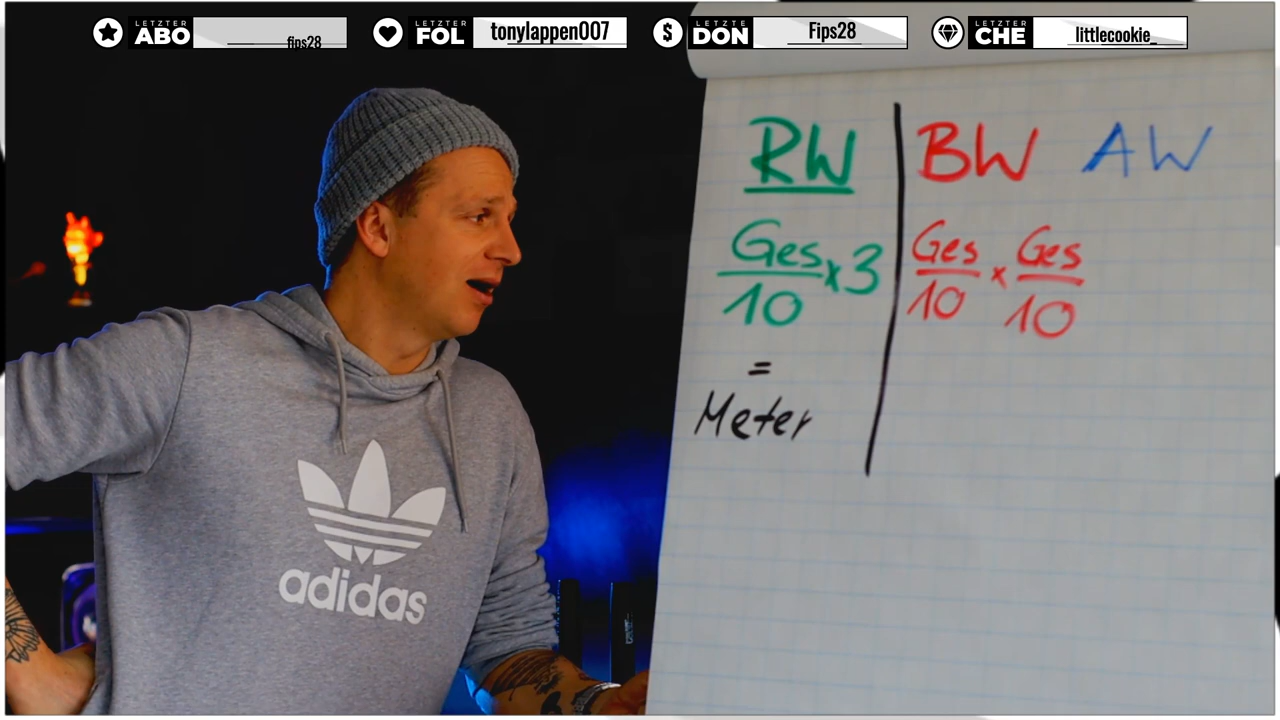 LETZTER ABO fips28
LETZTER FOL tonylappen007
LETZTE DON Fips28
LETZTER CHE littlecookie_
RW
Ges
10
x3
=
Meter
BW AW
Ges x Ges
10 10
adidas